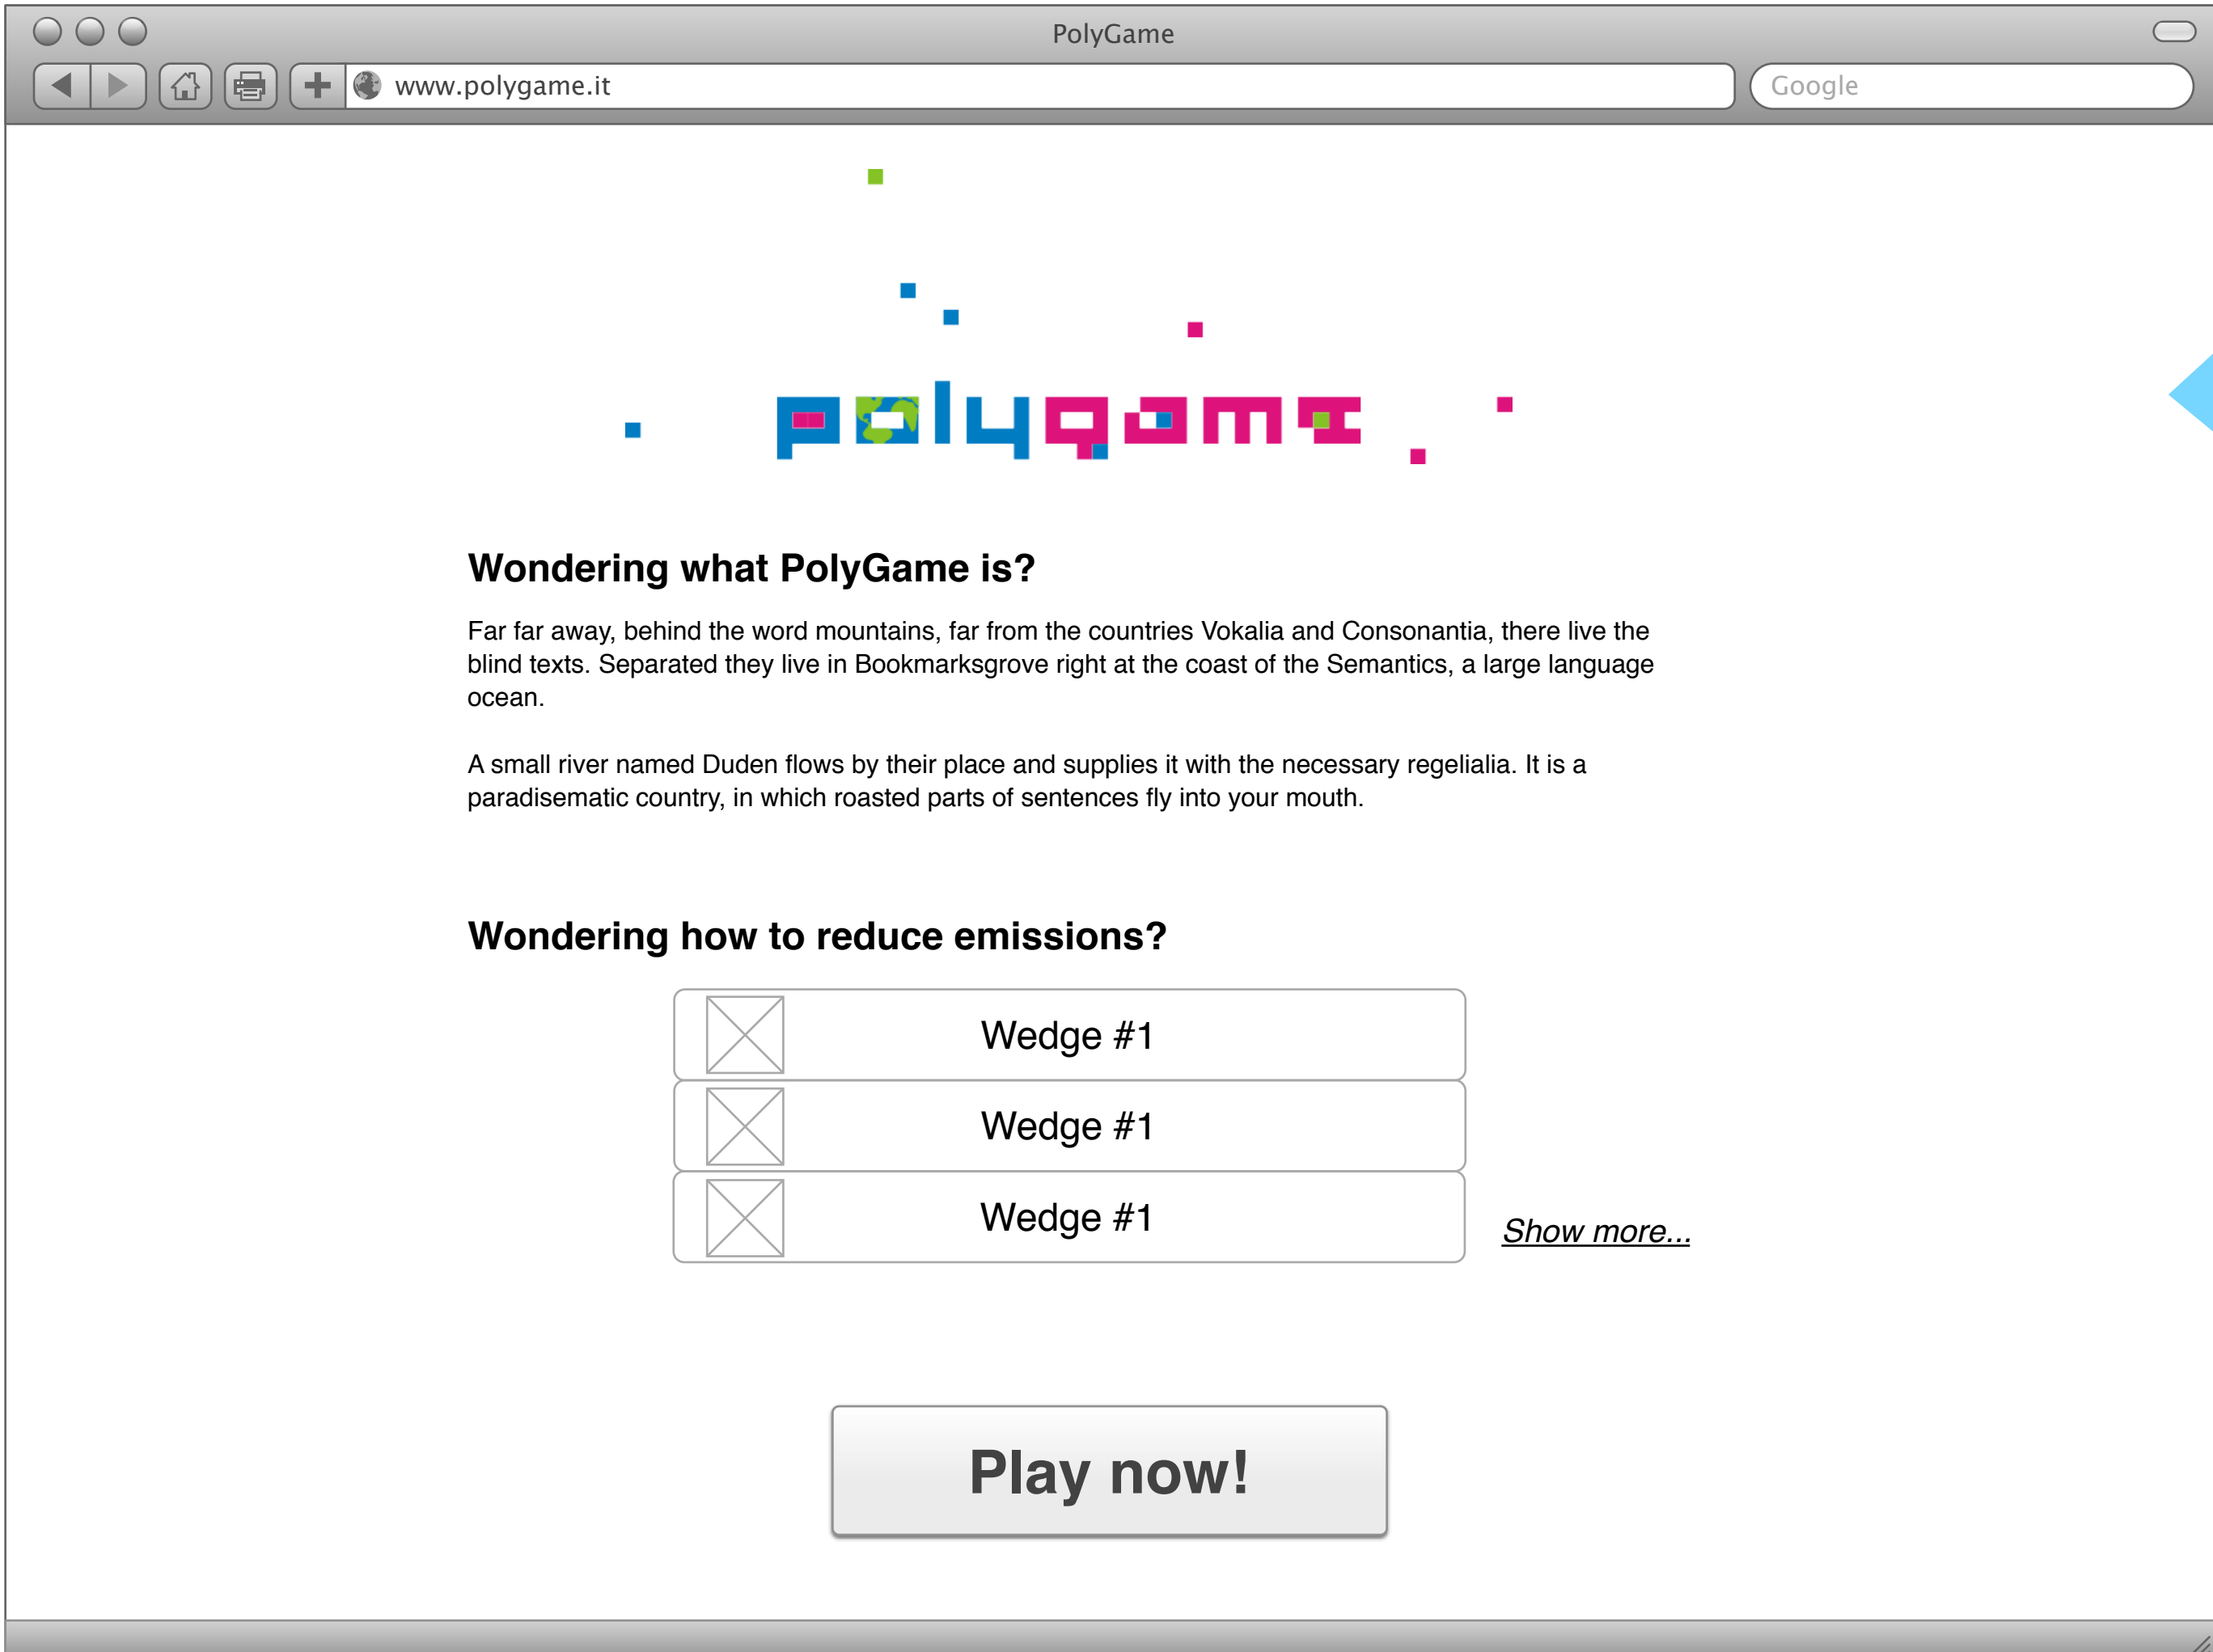 PolyGame
www.polygame.it
Google
polygame
Wondering what PolyGame is?
Far far away, behind the word mountains, far from the countries Vokalia and Consonantia, there live the
blind texts. Separated they live in Bookmarksgrove right at the coast of the Semantics, a large language
ocean.
A small river named Duden flows by their place and supplies it with the necessary regelialia. It is a
paradisematic country, in which roasted parts of sentences fly into your mouth.
Wondering how to reduce emissions?
Wedge #1
Wedge #1
Wedge #1
Show more...
Play now!